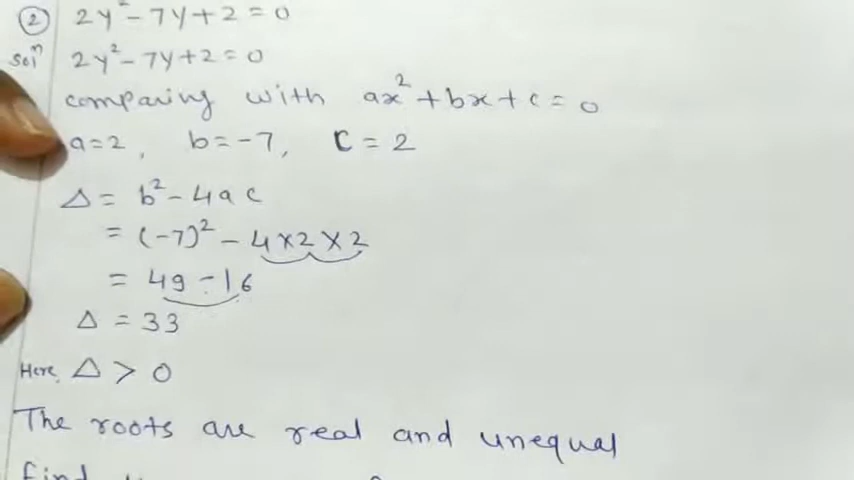 ② 2y² - 7y + 2 = 0
Solⁿ 2y² - 7y + 2 = 0
comparing with ax² + bx + c = 0
a = 2, b = -7, c = 2
Δ = b² - 4ac
= (-7)² - 4 × 2 × 2
= 49 - 16
Δ = 33
Here, Δ > 0
The roots are real and unequal
find